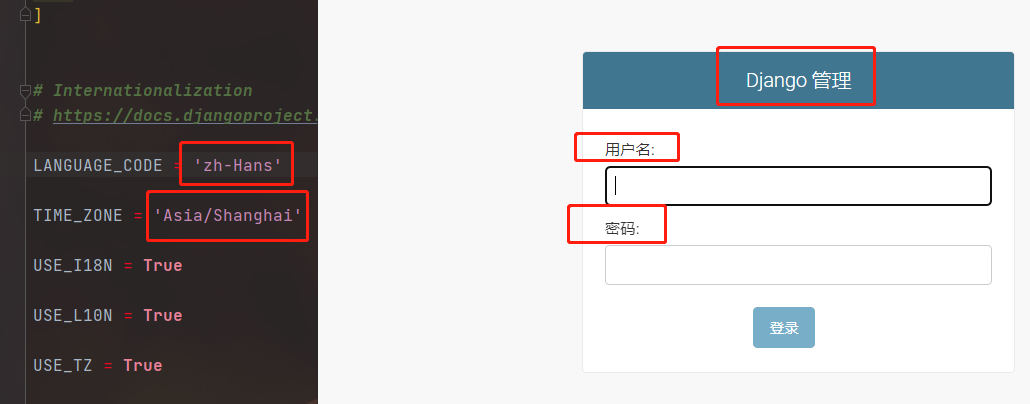 ]
# Internationalization
# https://docs.djangoproject.
LANGUAGE_CODE = 'zh-Hans'
TIME_ZONE = 'Asia/Shanghai'
USE_I18N = True
USE_L10N = True
USE_TZ = True
Django 管理
用户名:
密码:
登录